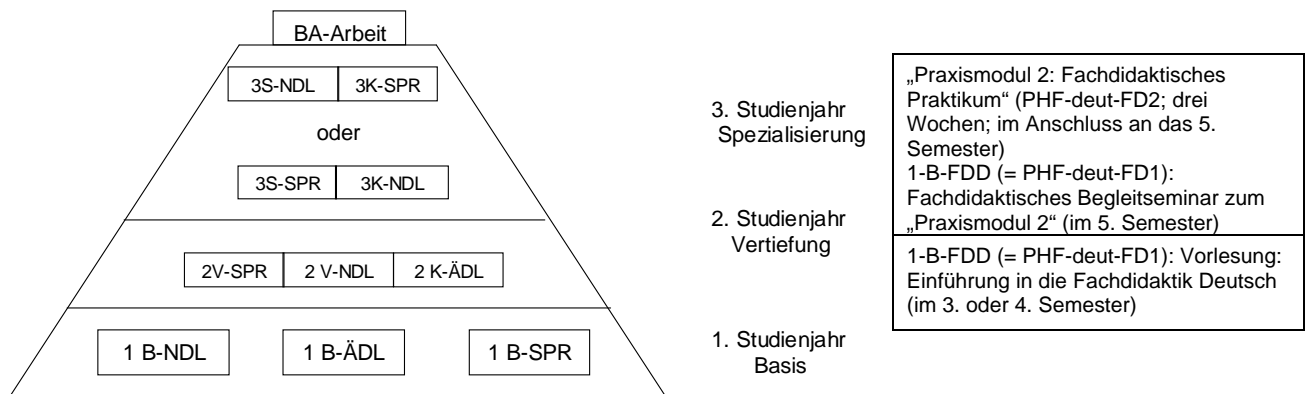 BA-Arbeit
3S-NDL 3K-SPR
oder
3S-SPR 3K-NDL
2V-SPR 2 V-NDL 2 K-ÄDL
1 B-NDL 1 B-ÄDL 1 B-SPR
3. Studienjahr
Spezialisierung
2. Studienjahr
Vertiefung
1. Studienjahr
Basis
„Praxismodul 2: Fachdidaktisches
Praktikum“ (PHF-deut-FD2; drei
Wochen; im Anschluss an das 5.
Semester)
1-B-FDD (= PHF-deut-FD1):
Fachdidaktisches Begleitseminar zum
„Praxismodul 2“ (im 5. Semester)
1-B-FDD (= PHF-deut-FD1): Vorlesung:
Einführung in die Fachdidaktik Deutsch
(im 3. oder 4. Semester)